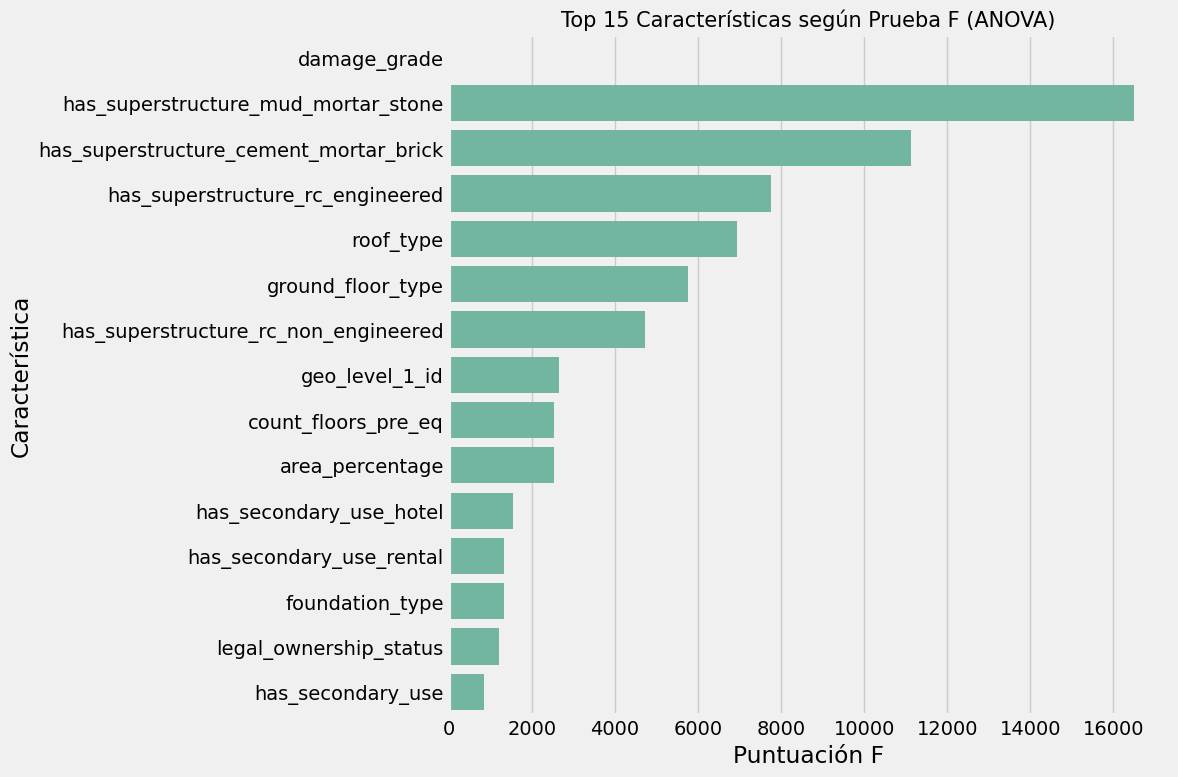 Top 15 Características según Prueba F (ANOVA)
damage_grade
has_superstructure_mud_mortar_stone
has_superstructure_cement_mortar_brick
has_superstructure_rc_engineered
roof_type
ground_floor_type
has_superstructure_rc_non_engineered
geo_level_1_id
count_floors_pre_eq
area_percentage
has_secondary_use_hotel
has_secondary_use_rental
foundation_type
legal_ownership_status
has_secondary_use
Característica
0 2000 4000 6000 8000 10000 12000 14000 16000
Puntuación F